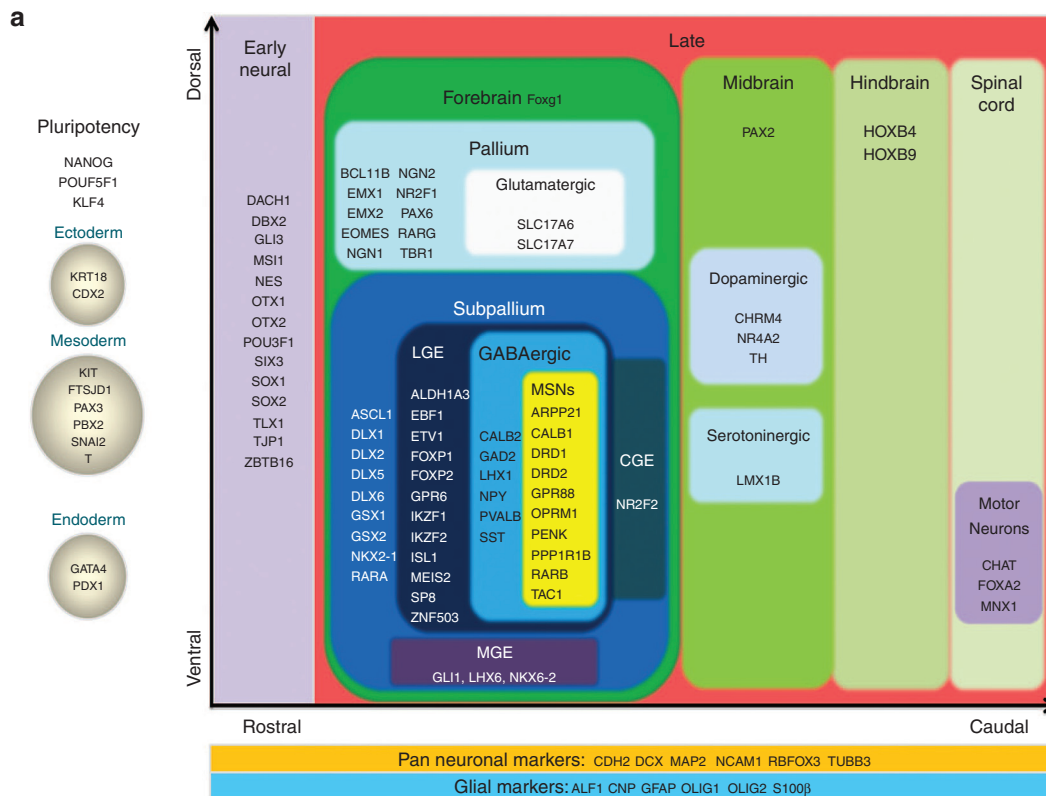 a
Dorsal
Ventral
Rostral
Caudal
Pluripotency
NANOG
POUF5F1
KLF4
Ectoderm
KRT18
CDX2
Mesoderm
KIT
FTSJD1
PAX3
PBX2
SNAI2
T
Endoderm
GATA4
PDX1
Early
neural
DACH1
DBX2
GLI3
MSI1
NES
OTX1
OTX2
POU3F1
SIX3
SOX1
SOX2
TLX1
TJP1
ZBTB16
Late
Forebrain Foxg1
Pallium
BCL11B NGN2
EMX1 NR2F1
EMX2 PAX6
EOMES RARG
NGN1 TBR1
Glutamatergic
SLC17A6
SLC17A7
Subpallium
ASCL1
DLX1
DLX2
DLX5
DLX6
GSX1
GSX2
NKX2-1
RARA
LGE
ALDH1A3
EBF1
ETV1
FOXP1
FOXP2
GPR6
IKZF1
IKZF2
ISL1
MEIS2
SP8
ZNF503
GABAergic
CALB2
GAD2
LHX1
NPY
PVALB
SST
MSNs
ARPP21
CALB1
DRD1
DRD2
GPR88
OPRM1
PENK
PPP1R1B
RARB
TAC1
CGE
NR2F2
MGE
GLI1, LHX6, NKX6-2
Midbrain
PAX2
Dopaminergic
CHRM4
NR4A2
TH
Serotoninergic
LMX1B
Hindbrain
HOXB4
HOXB9
Spinal
cord
Motor
Neurons
CHAT
FOXA2
MNX1
Pan neuronal markers: CDH2 DCX MAP2 NCAM1 RBFOX3 TUBB3
Glial markers: ALF1 CNP GFAP OLIG1 OLIG2 S100β